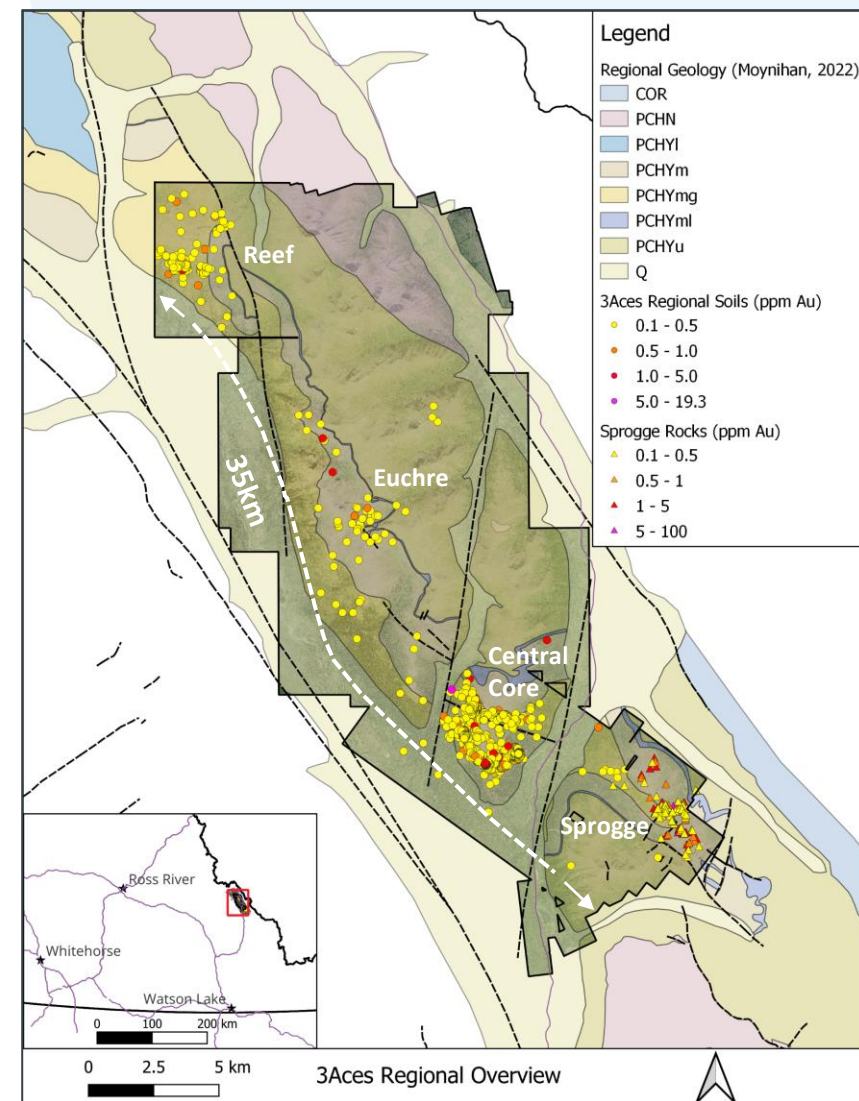 Legend
Regional Geology (Moynihan, 2022)
COR
PCHN
PCHYl
PCHYm
PCHYmg
PCHYml
PCHYu
Q
3Aces Regional Soils (ppm Au)
0.1 - 0.5
0.5 - 1.0
1.0 - 5.0
5.0 - 19.3
Sprogge Rocks (ppm Au)
0.1 - 0.5
0.5 - 1
1 - 5
5 - 100
Reef
35km
Euchre
Central
Core
Sprogge
Ross River
Whitehorse
Watson Lake
0 100 200 km
0 2.5 5 km
3Aces Regional Overview